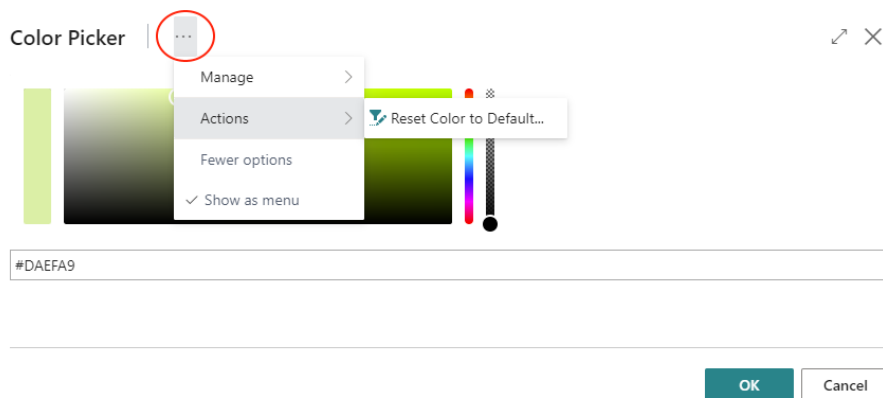 Color Picker
...
Manage
Actions
Reset Color to Default...
Fewer options
Show as menu
#DAEFA9
OK
Cancel